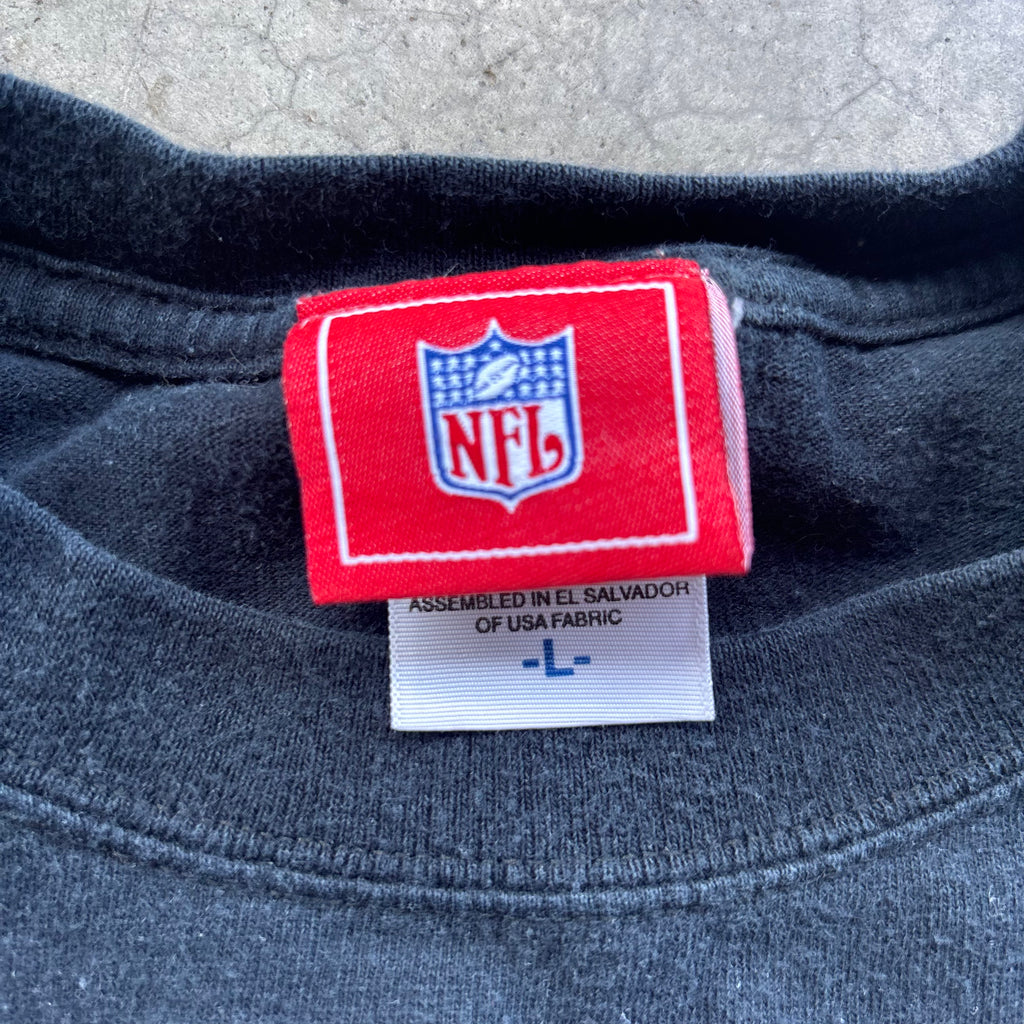 NFL
ASSEMBLED IN EL SALVADOR
OF USA FABRIC
-L-